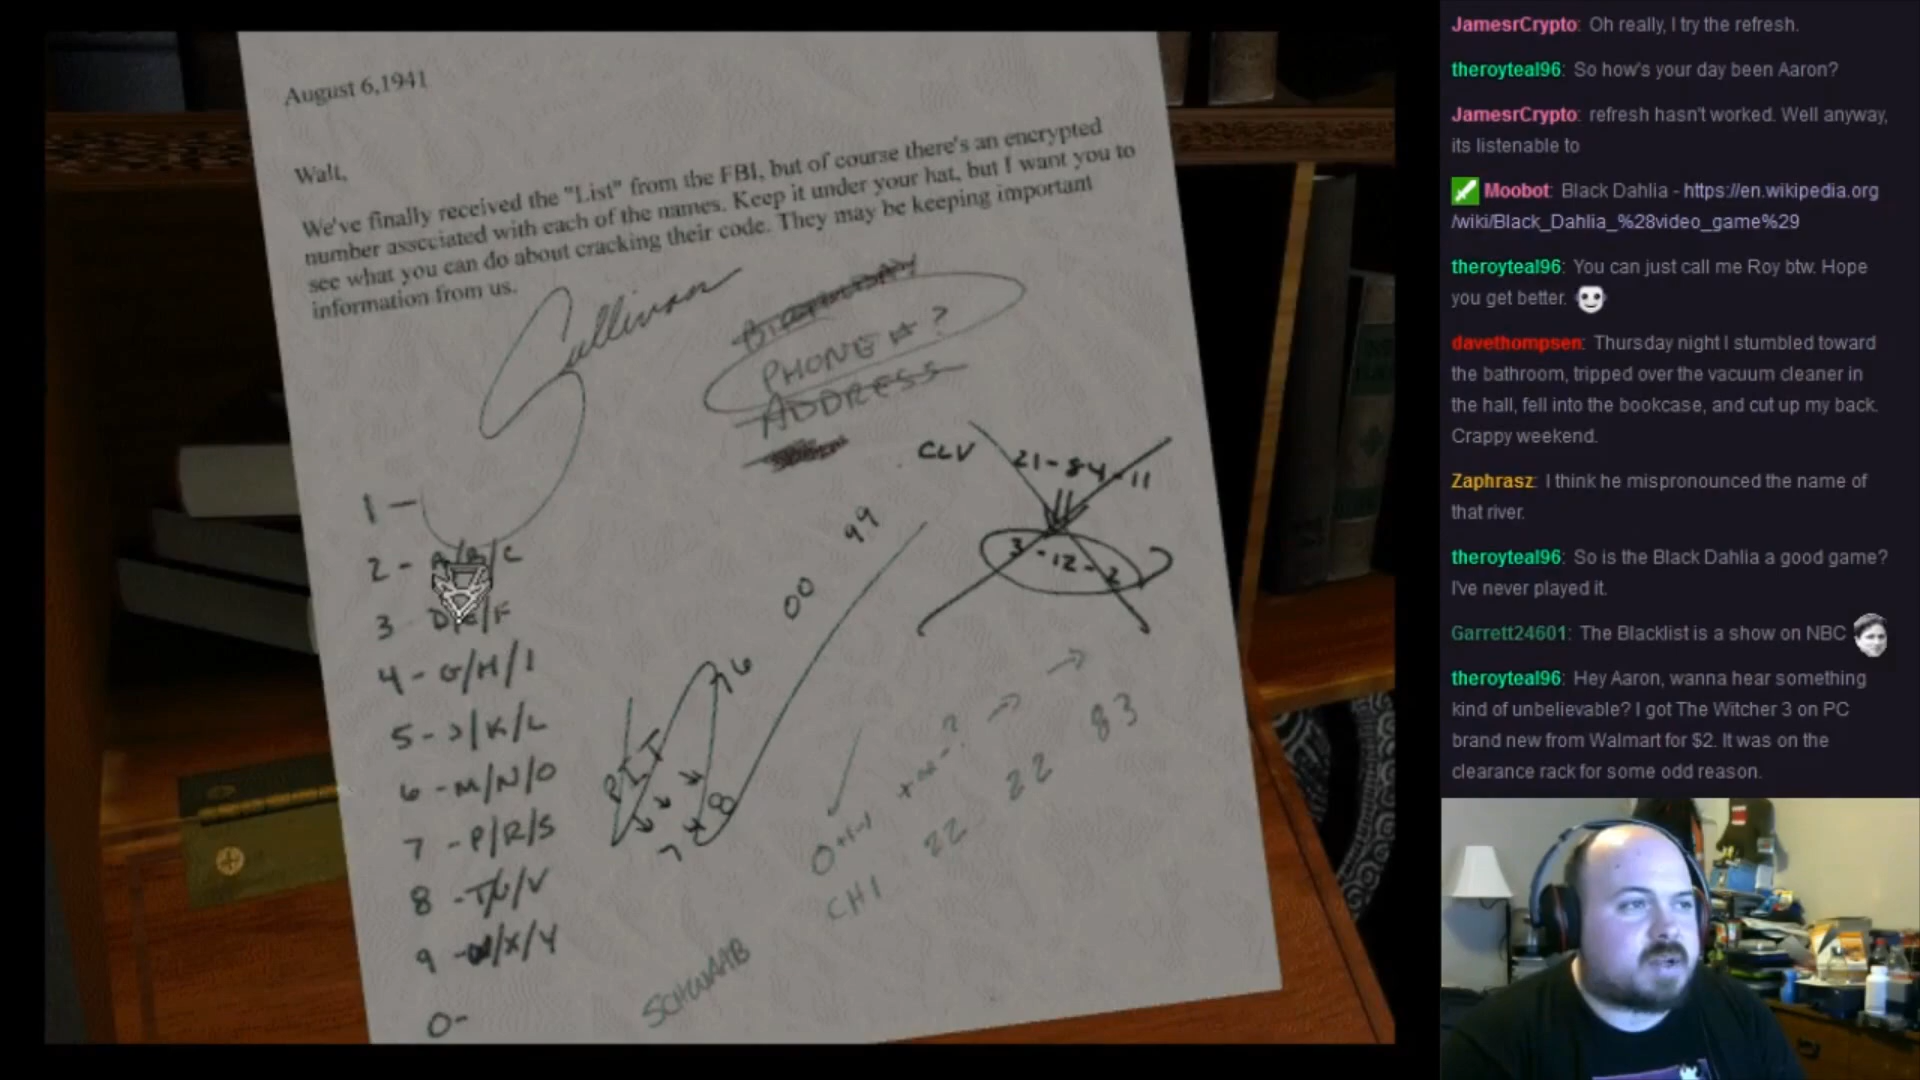 August 6,1941
Walt,
We've finally received the "List" from the FBI, but of course there's an encrypted
number associated with each of the names. Keep it under your hat, but I want you to
see what you can do about cracking their code. They may be keeping important
information from us.
Sullivan
PHONE # ?
ADDRESS
CLV 21-84-11
3-12-2
1 -
2 - A/B/C
3 D/E/F
4 - G/H/I
5 - J/K/L
6 - M/N/O
7 - P/R/S
8 - T/U/V
9 - W/X/Y
0-
99
00
76
PIT
78
+ or - ?
0 +1-1
CHI 22 22 83
SCHWAAB
JamesrCrypto: Oh really, I try the refresh.
theroyteal96: So how's your day been Aaron?
JamesrCrypto: refresh hasn't worked. Well anyway,
its listenable to
Moobot: Black Dahlia - https://en.wikipedia.org
/wiki/Black_Dahlia_%28video_game%29
theroyteal96: You can just call me Roy btw. Hope
you get better.
davethompsen: Thursday night I stumbled toward
the bathroom, tripped over the vacuum cleaner in
the hall, fell into the bookcase, and cut up my back.
Crappy weekend.
Zaphrasz: I think he mispronounced the name of
that river.
theroyteal96: So is the Black Dahlia a good game?
I've never played it.
Garrett24601: The Blacklist is a show on NBC
theroyteal96: Hey Aaron, wanna hear something
kind of unbelievable? I got The Witcher 3 on PC
brand new from Walmart for $2. It was on the
clearance rack for some odd reason.